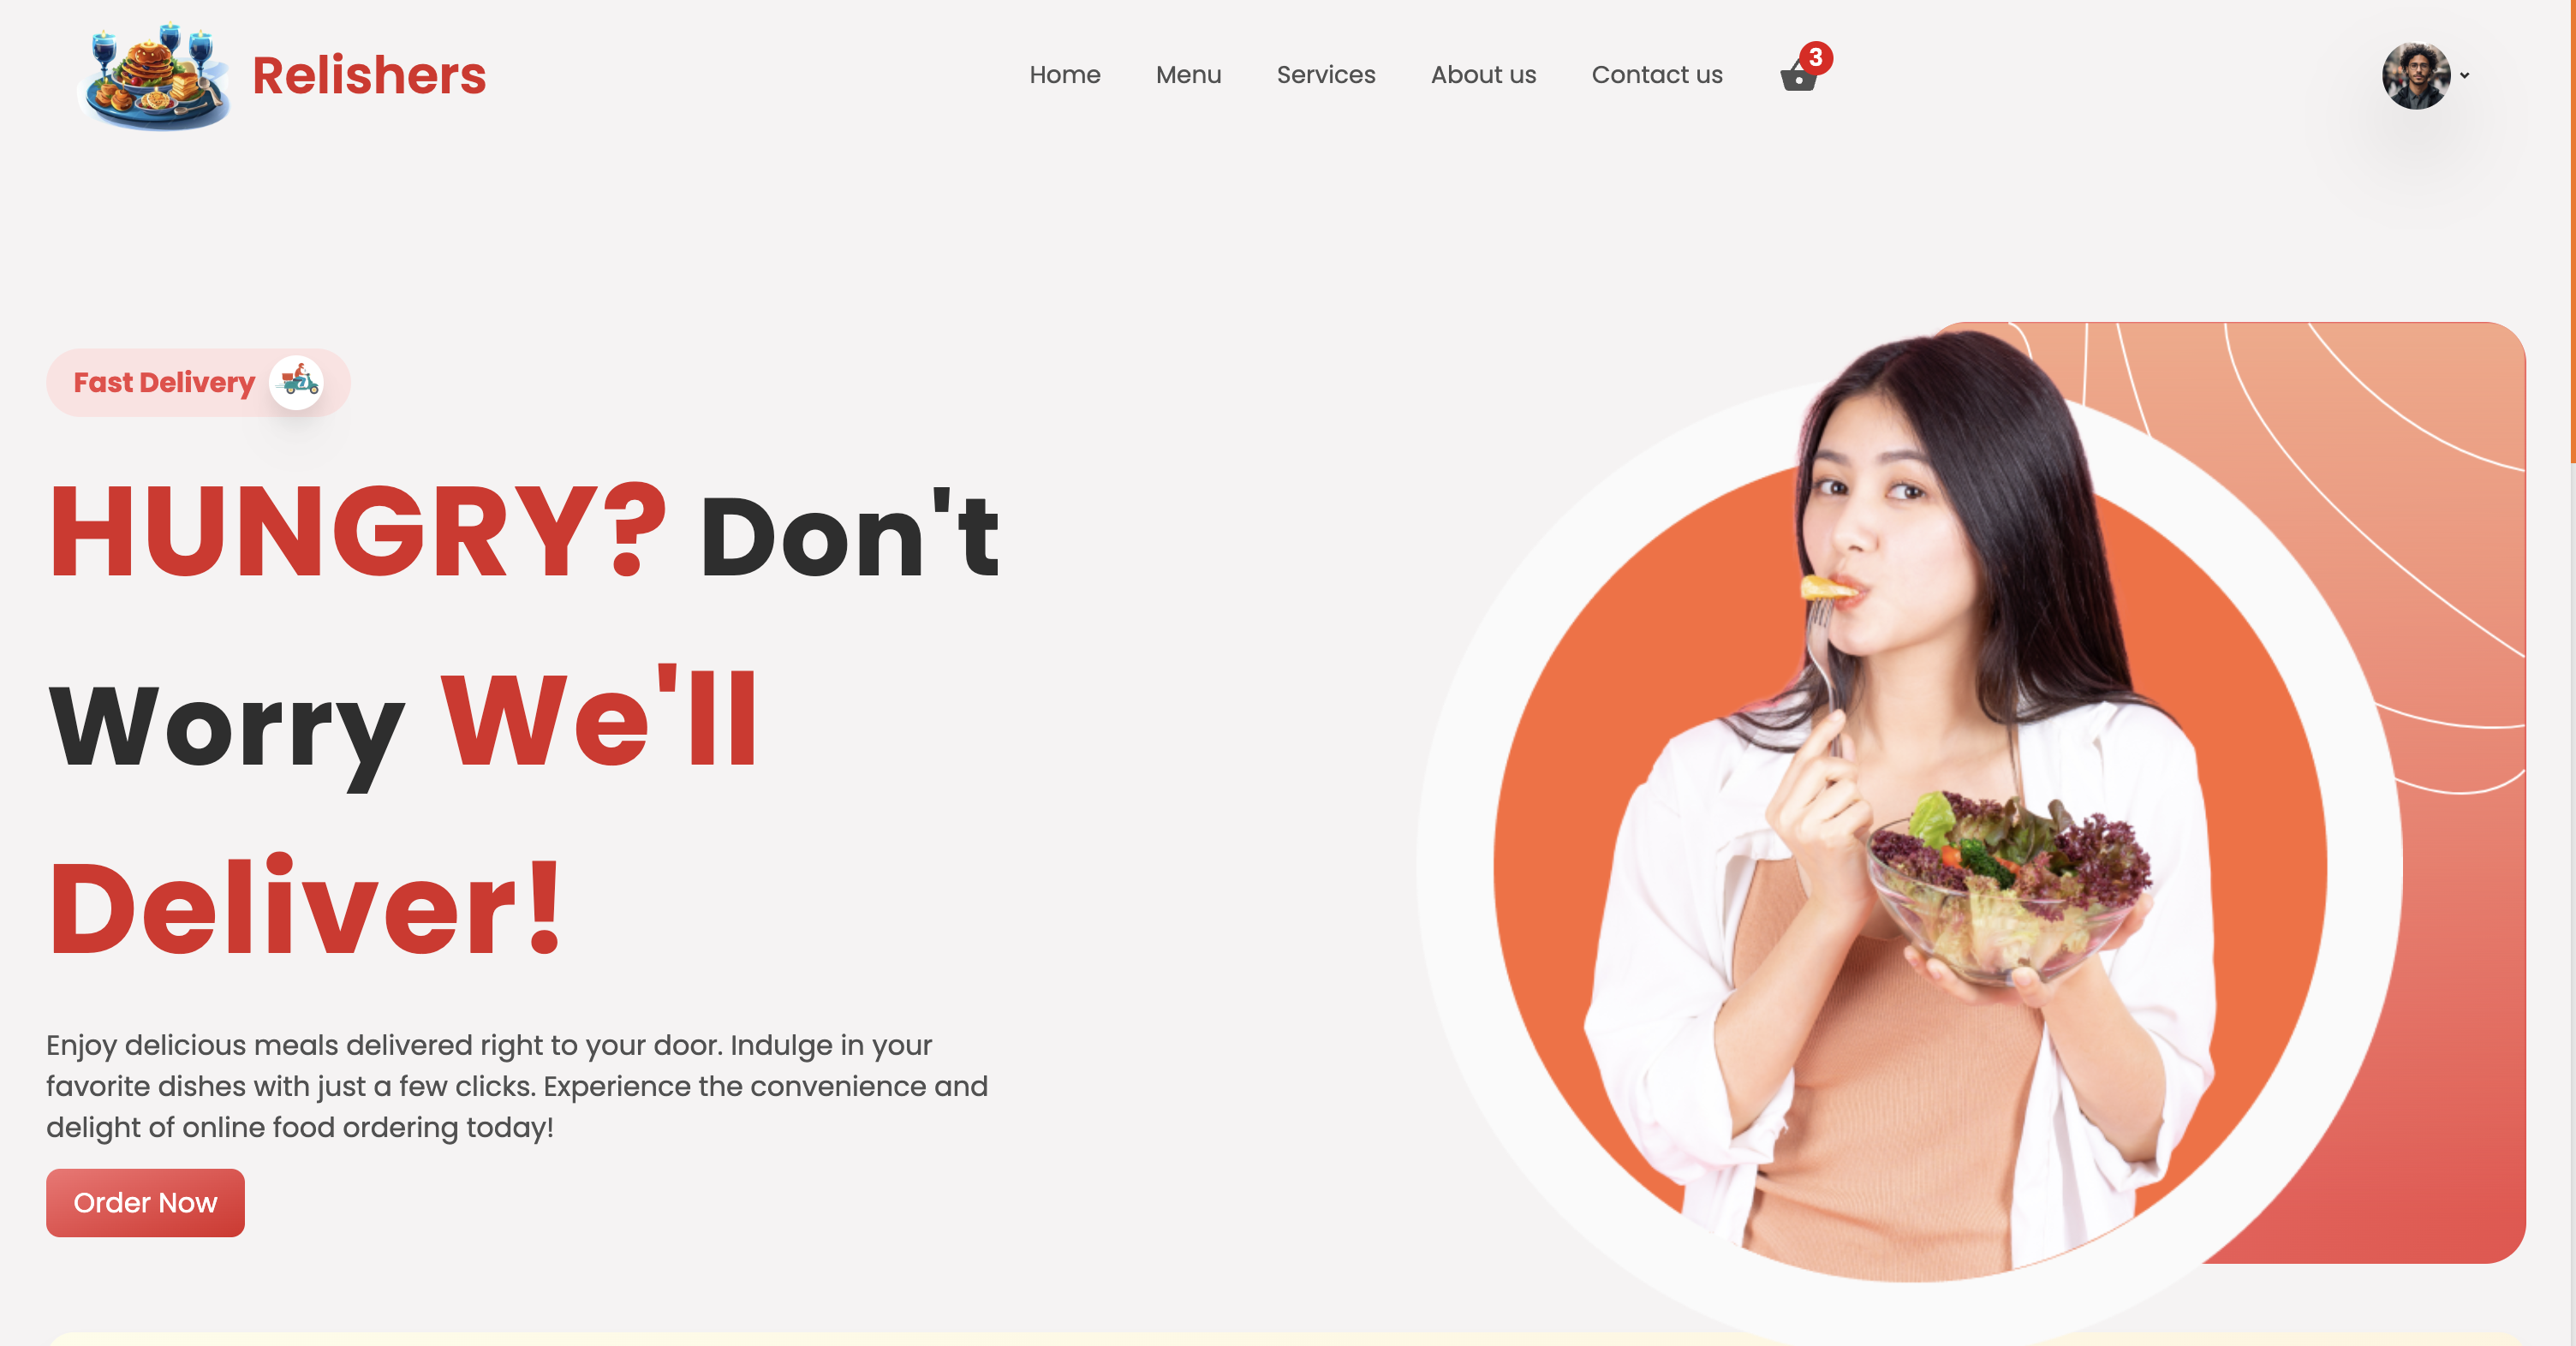 Relishers
Home Menu Services About us Contact us 3
Fast Delivery
HUNGRY? Don't
Worry We'll
Deliver!
Enjoy delicious meals delivered right to your door. Indulge in your
favorite dishes with just a few clicks. Experience the convenience and
delight of online food ordering today!
Order Now